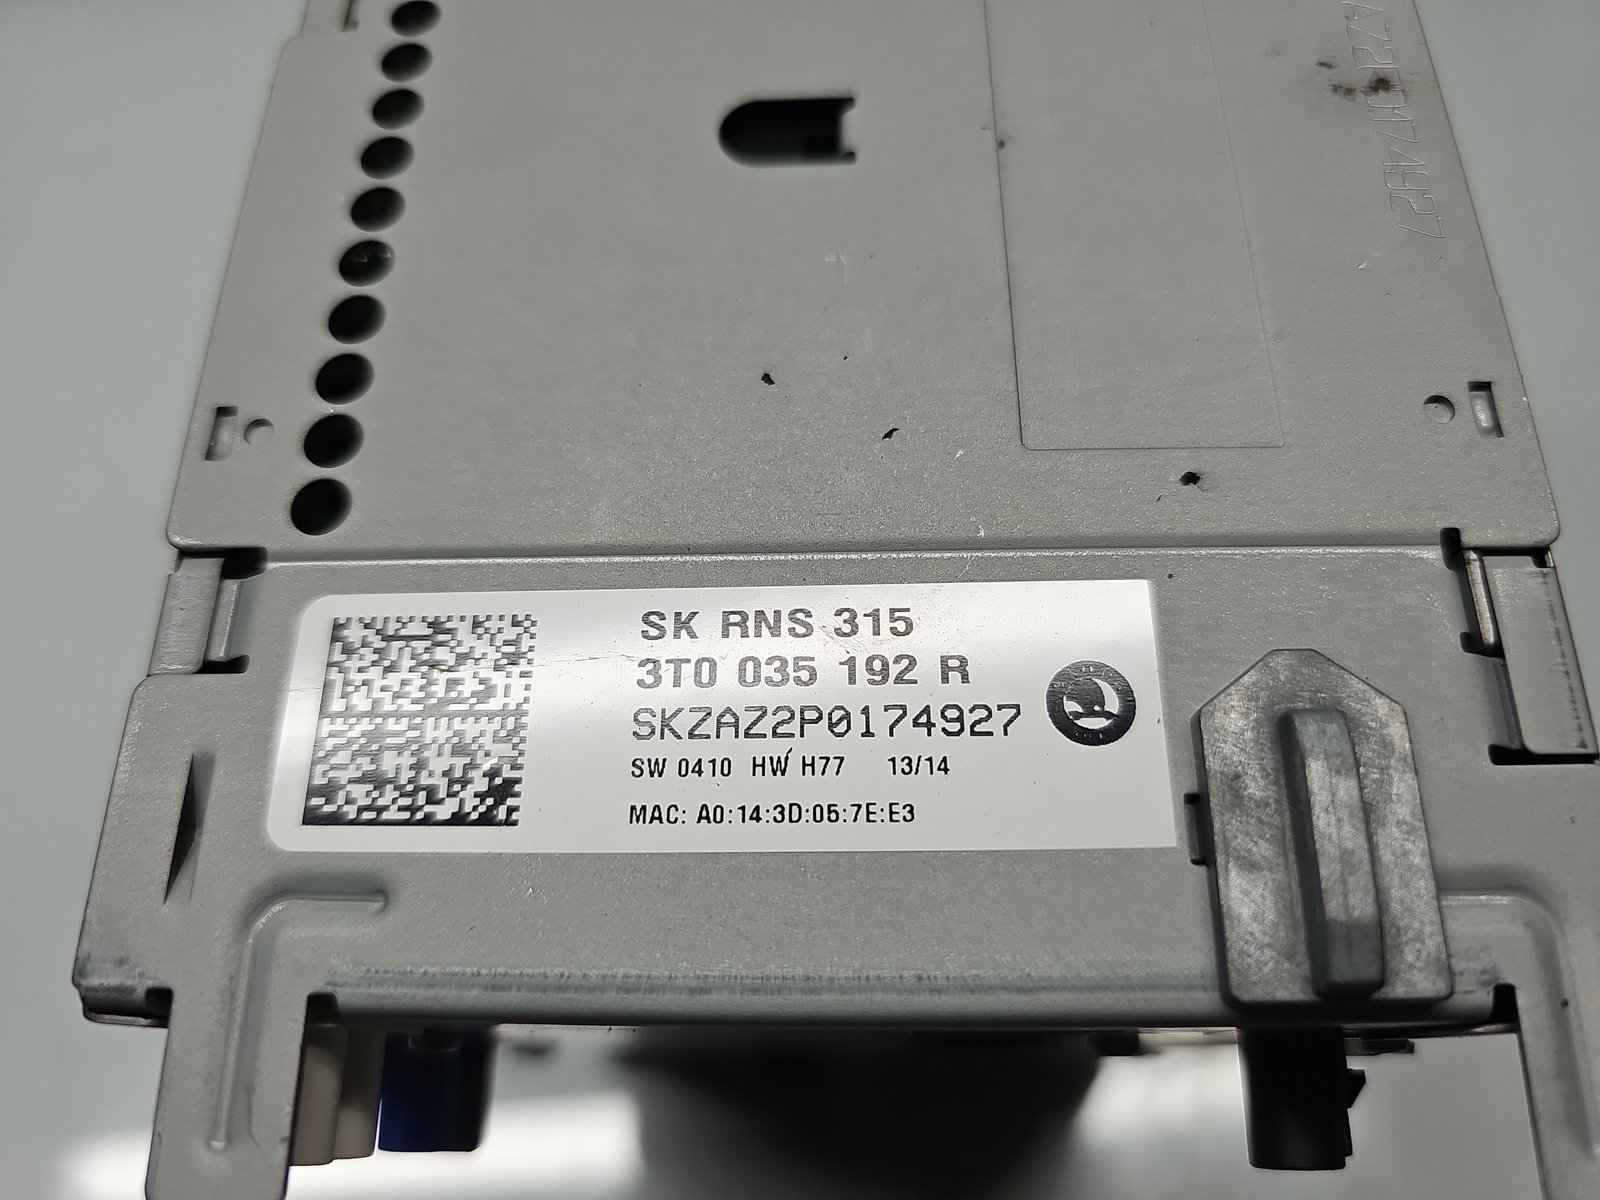 AZ2P0174927
SK RNS 315
3T0 035 192 R
SKZAZ2P0174927
SW 0410 HW H77 13/14
MAC: A0:14:3D:05:7E:E3